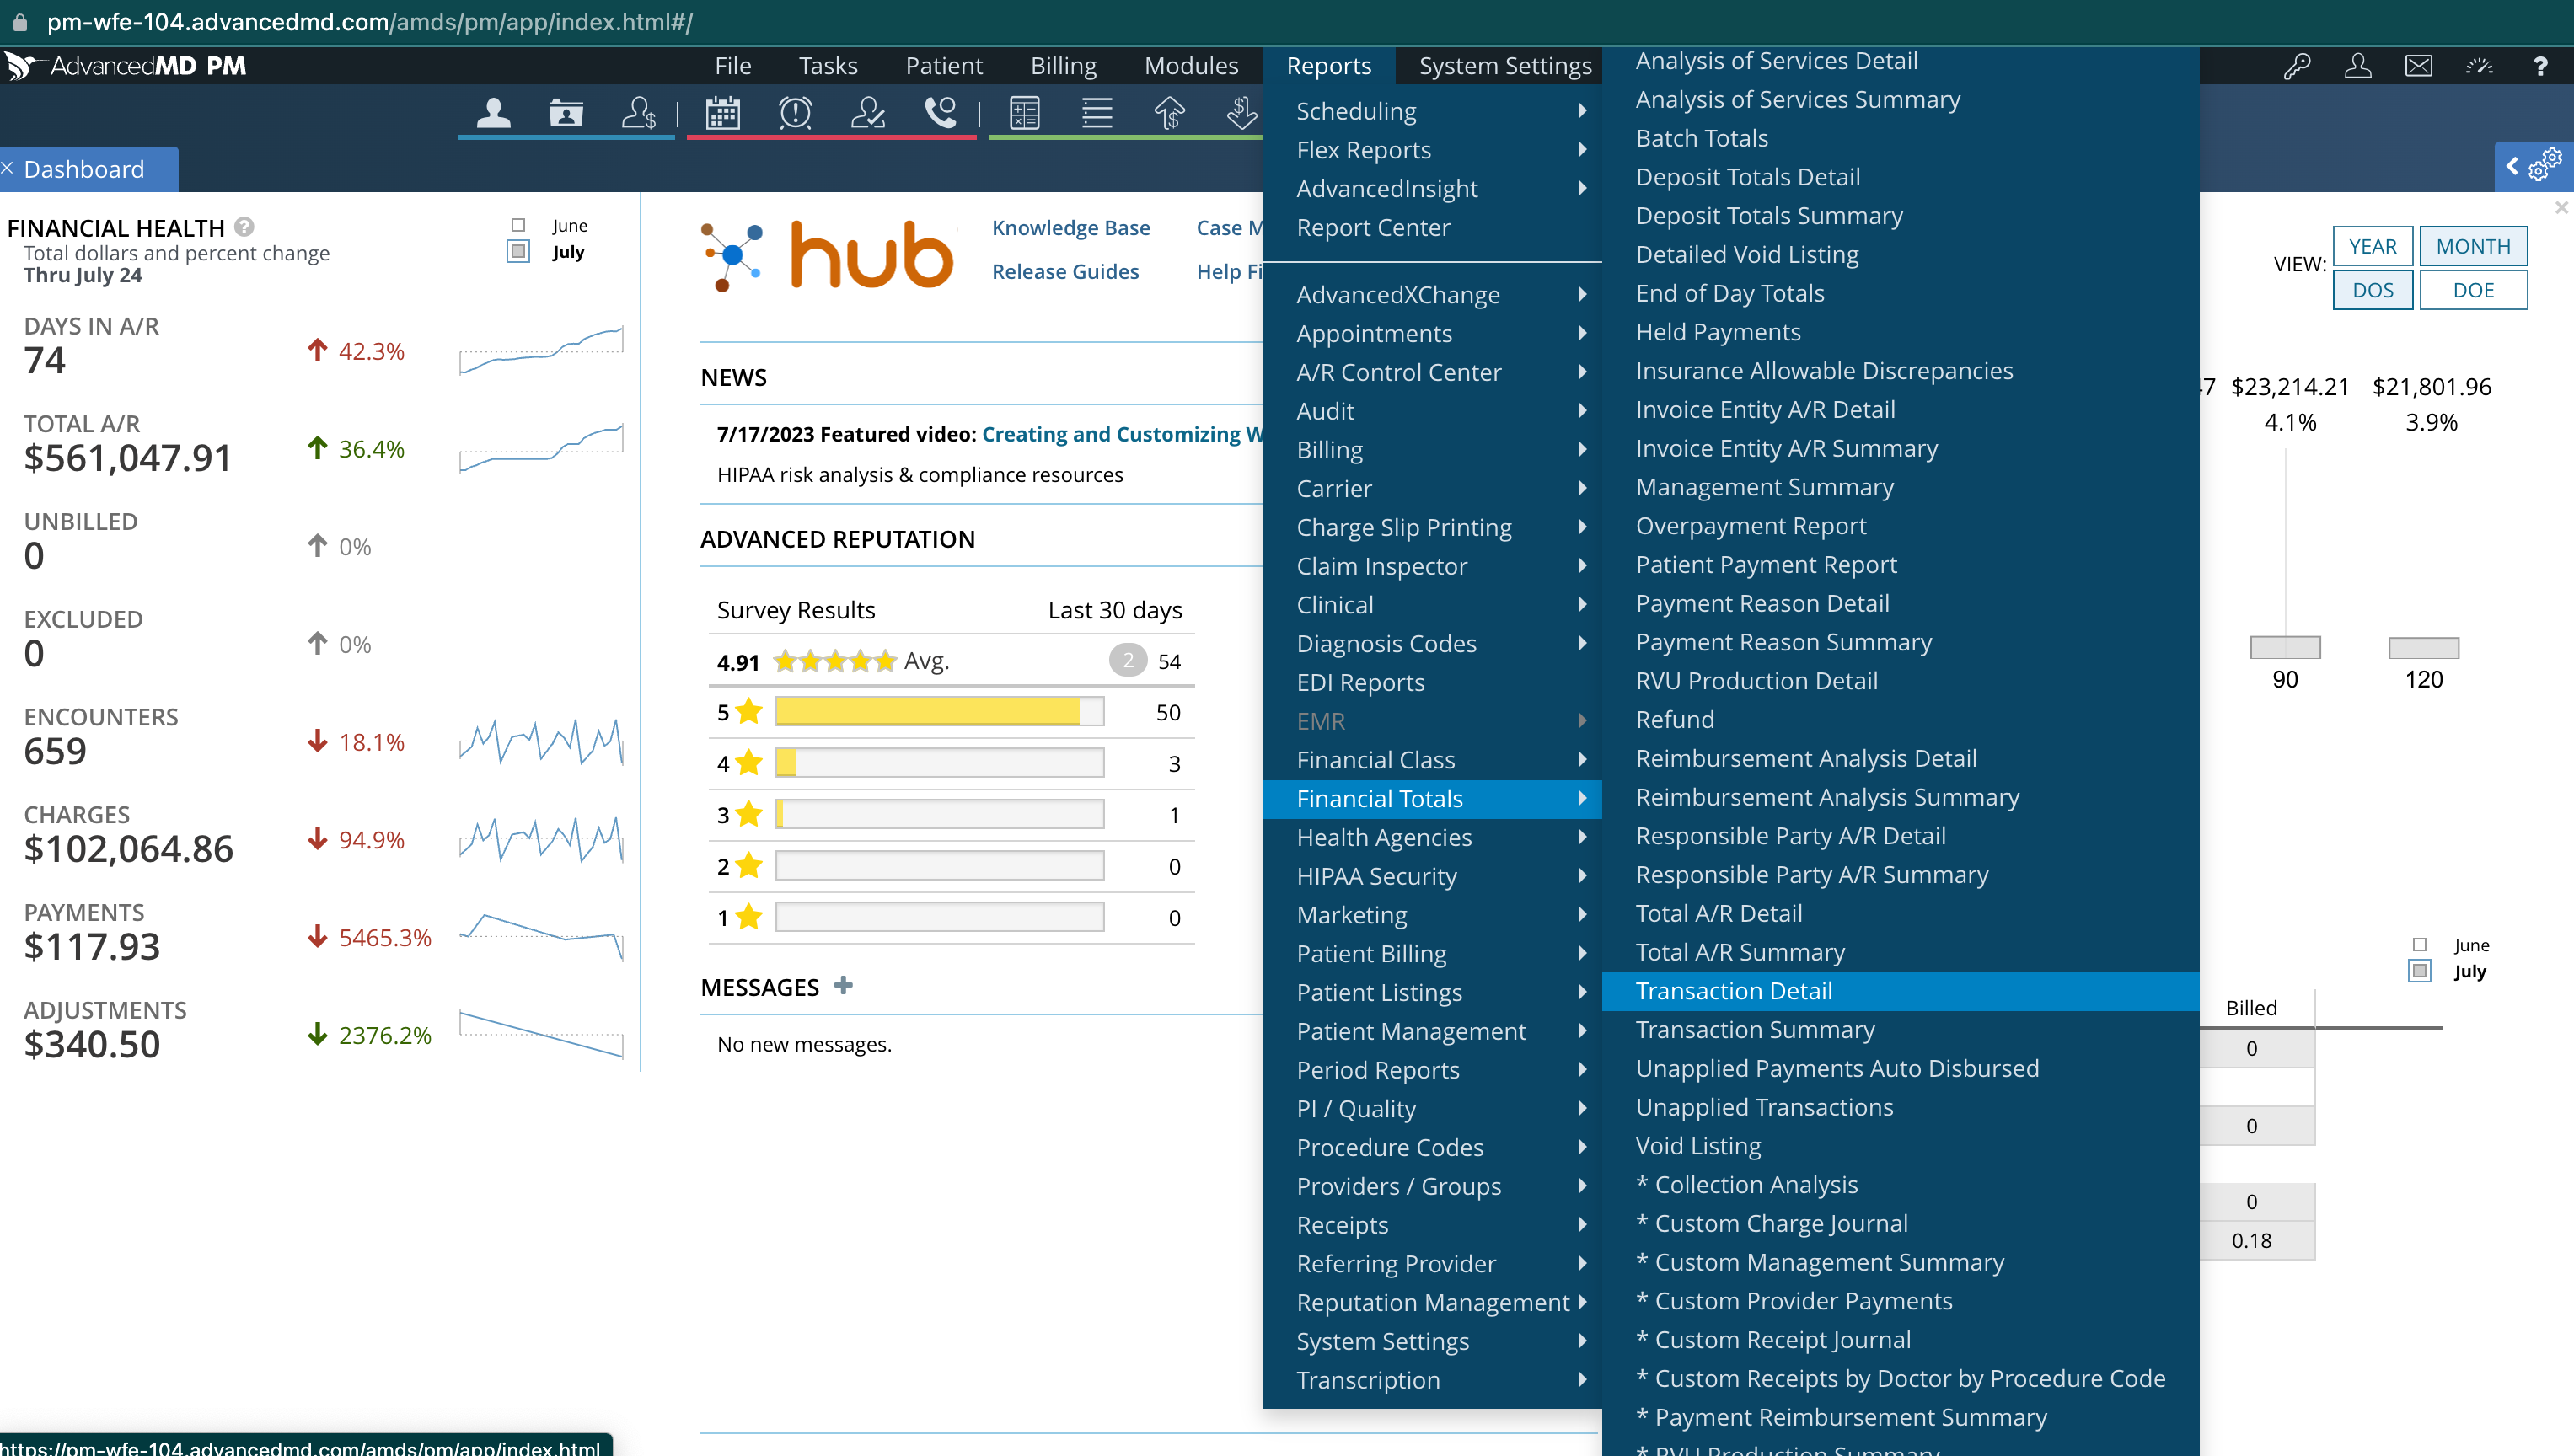 pm-wfe-104.advancedmd.com/amds/pm/app/index.html#/
AdvancedMD PM
File Tasks Patient Billing Modules Reports System Settings
?
× Dashboard
FINANCIAL HEALTH ?
Total dollars and percent change
Thru July 24
June
July
DAYS IN A/R
74
42.3%
TOTAL A/R
$561,047.91
36.4%
UNBILLED
0
0%
EXCLUDED
0
0%
ENCOUNTERS
659
18.1%
CHARGES
$102,064.86
94.9%
PAYMENTS
$117.93
5465.3%
ADJUSTMENTS
$340.50
2376.2%
hub
Knowledge Base
Case M
Release Guides
Help Fi
NEWS
7/17/2023 Featured video: Creating and Customizing W
HIPAA risk analysis & compliance resources
ADVANCED REPUTATION
Survey Results Last 30 days
4.91 Avg. 2 54
5 50
4 3
3 1
2 0
1 0
MESSAGES +
No new messages.
Scheduling
Flex Reports
AdvancedInsight
Report Center
AdvancedXChange
Appointments
A/R Control Center
Audit
Billing
Carrier
Charge Slip Printing
Claim Inspector
Clinical
Diagnosis Codes
EDI Reports
EMR
Financial Class
Financial Totals
Health Agencies
HIPAA Security
Marketing
Patient Billing
Patient Listings
Patient Management
Period Reports
PI / Quality
Procedure Codes
Providers / Groups
Receipts
Referring Provider
Reputation Management
System Settings
Transcription
Analysis of Services Detail
Analysis of Services Summary
Batch Totals
Deposit Totals Detail
Deposit Totals Summary
Detailed Void Listing
End of Day Totals
Held Payments
Insurance Allowable Discrepancies
Invoice Entity A/R Detail
Invoice Entity A/R Summary
Management Summary
Overpayment Report
Patient Payment Report
Payment Reason Detail
Payment Reason Summary
RVU Production Detail
Refund
Reimbursement Analysis Detail
Reimbursement Analysis Summary
Responsible Party A/R Detail
Responsible Party A/R Summary
Total A/R Detail
Total A/R Summary
Transaction Detail
Transaction Summary
Unapplied Payments Auto Disbursed
Unapplied Transactions
Void Listing
* Collection Analysis
* Custom Charge Journal
* Custom Management Summary
* Custom Provider Payments
* Custom Receipt Journal
* Custom Receipts by Doctor by Procedure Code
* Payment Reimbursement Summary
* RVU Production Summary
VIEW: YEAR MONTH
DOS DOE
47 $23,214.21 $21,801.96
4.1% 3.9%
90 120
June
July
Billed
0
0
0
0.18
https://pm-wfe-104.advancedmd.com/amds/pm/app/index.html